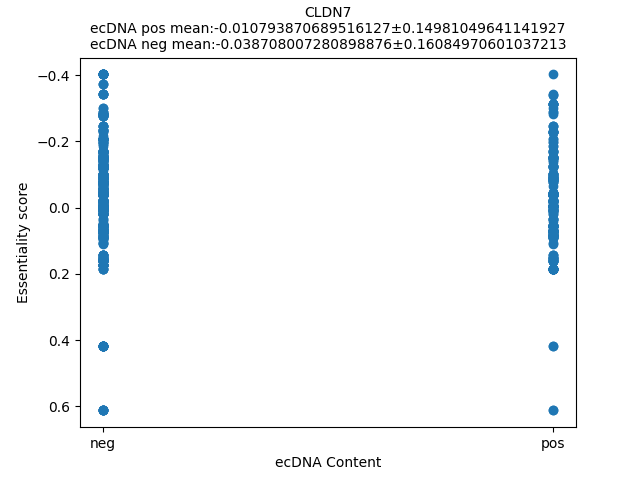 CLDN7
ecDNA pos mean:-0.010793870689516127±0.14981049641141927
ecDNA neg mean:-0.038708007280898876±0.16084970601037213
−0.4
−0.2
0.0
0.2
0.4
0.6
Essentiality score
neg
pos
ecDNA Content